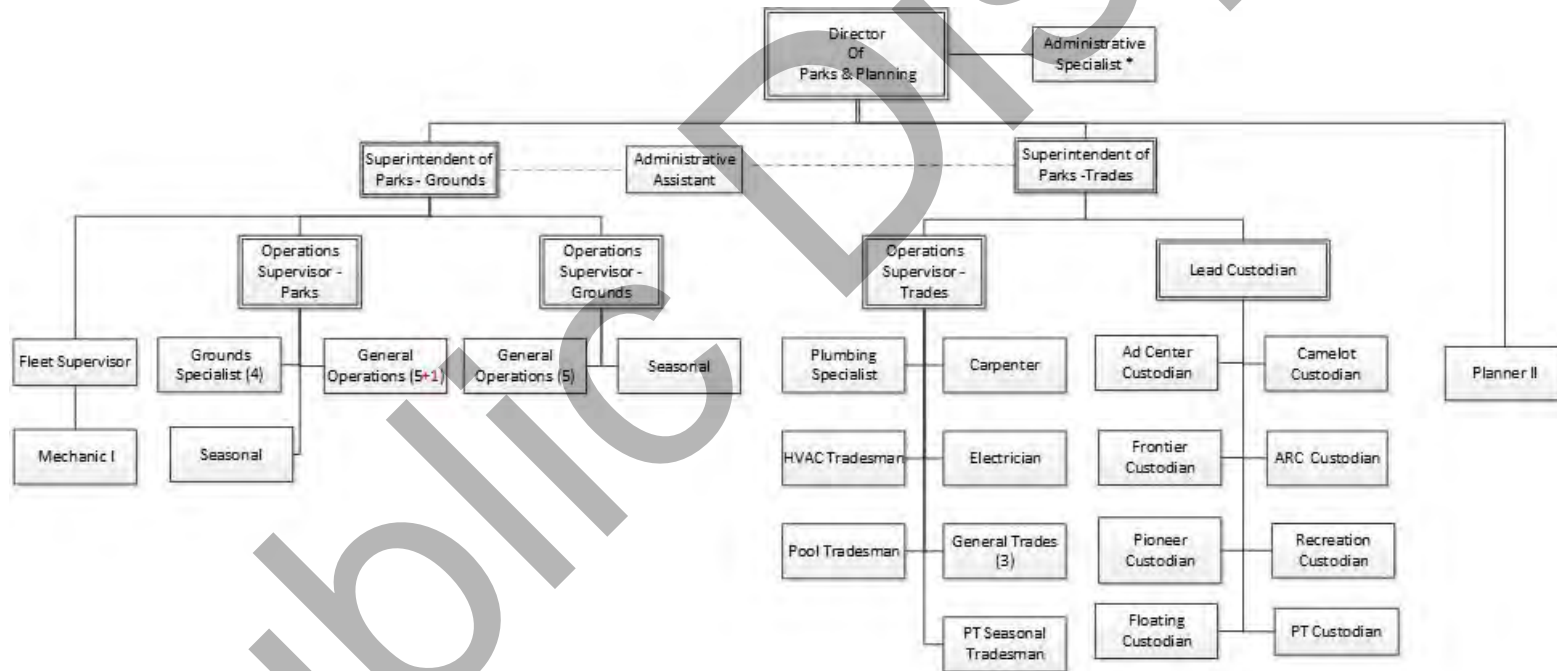 Director
Of
Parks & Planning
Administrative
Specialist *
Superintendent of
Parks - Grounds
Administrative
Assistant
Superintendent of
Parks -Trades
Operations
Supervisor -
Parks
Operations
Supervisor -
Grounds
Operations
Supervisor -
Trades
Lead Custodian
Fleet Supervisor
Grounds
Specialist (4)
General
Operations (5+1)
General
Operations (5)
Seasonal
Plumbing
Specialist
Carpenter
Ad Center
Custodian
Camelot
Custodian
Planner II
Mechanic I
Seasonal
HVAC Tradesman
Electrician
Frontier
Custodian
ARC Custodian
Pool Tradesman
General Trades
(3)
Pioneer
Custodian
Recreation
Custodian
PT Seasonal
Tradesman
Floating
Custodian
PT Custodian